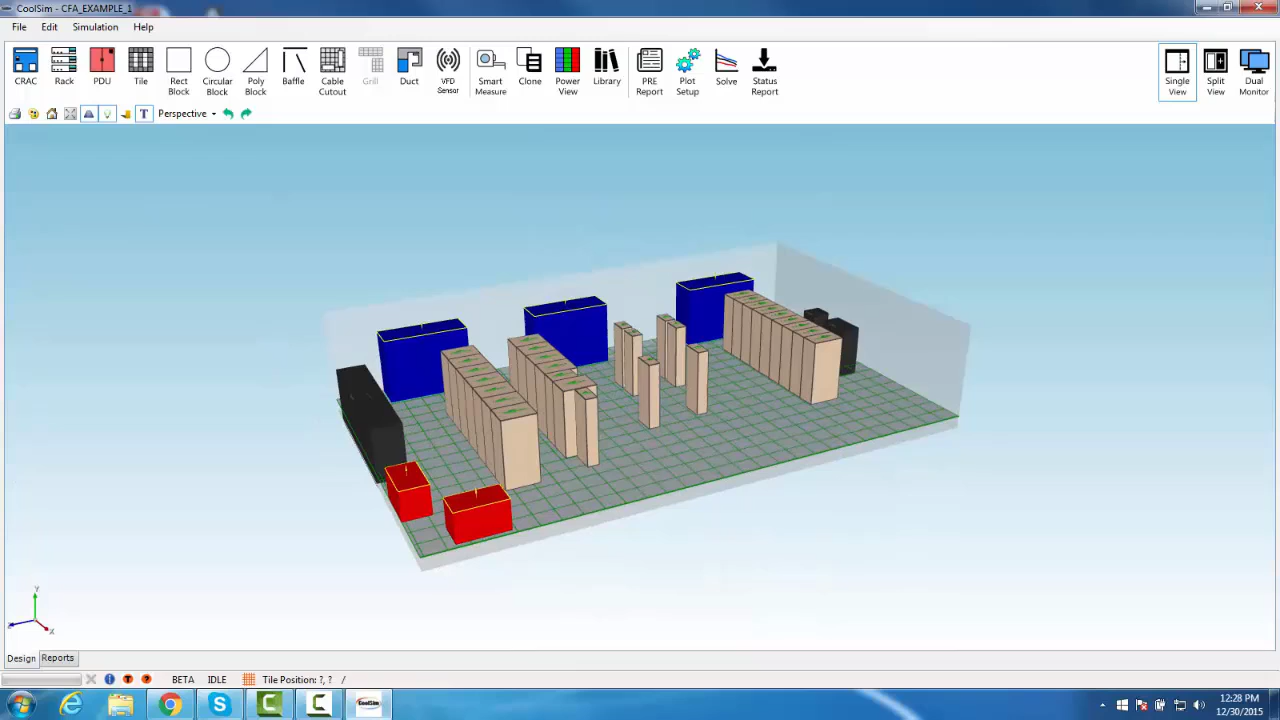 CoolSim - CFA_EXAMPLE_1
File Edit Simulation Help
CRAC Rack PDU Tile Rect Block Circular Block Poly Block Baffle Cable Cutout Grill Duct VFD Sensor Smart Measure Clone Power View Library PRE Report Plot Setup Solve Status Report Single View Split View Dual Monitor
T Perspective
Y
Z X
Design Reports
BETA IDLE Tile Position: ?, ? /
CoolSim 12:28 PM
12/30/2015